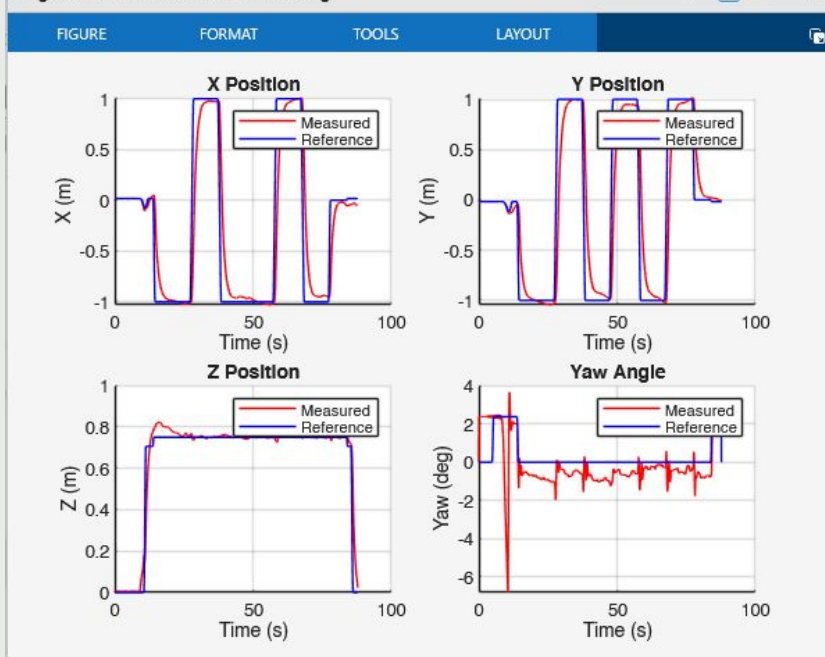 FIGURE FORMAT TOOLS LAYOUT
X Position
1
0.5
0
-0.5
-1
X (m)
Measured
Reference
0 50 100
Time (s)
Y Position
1
0.5
0
-0.5
-1
Y (m)
Measured
Reference
0 50 100
Time (s)
Z Position
1
0.8
0.6
0.4
0.2
0
Z (m)
Measured
Reference
0 50 100
Time (s)
Yaw Angle
4
2
0
-2
-4
-6
Yaw (deg)
Measured
Reference
0 50 100
Time (s)